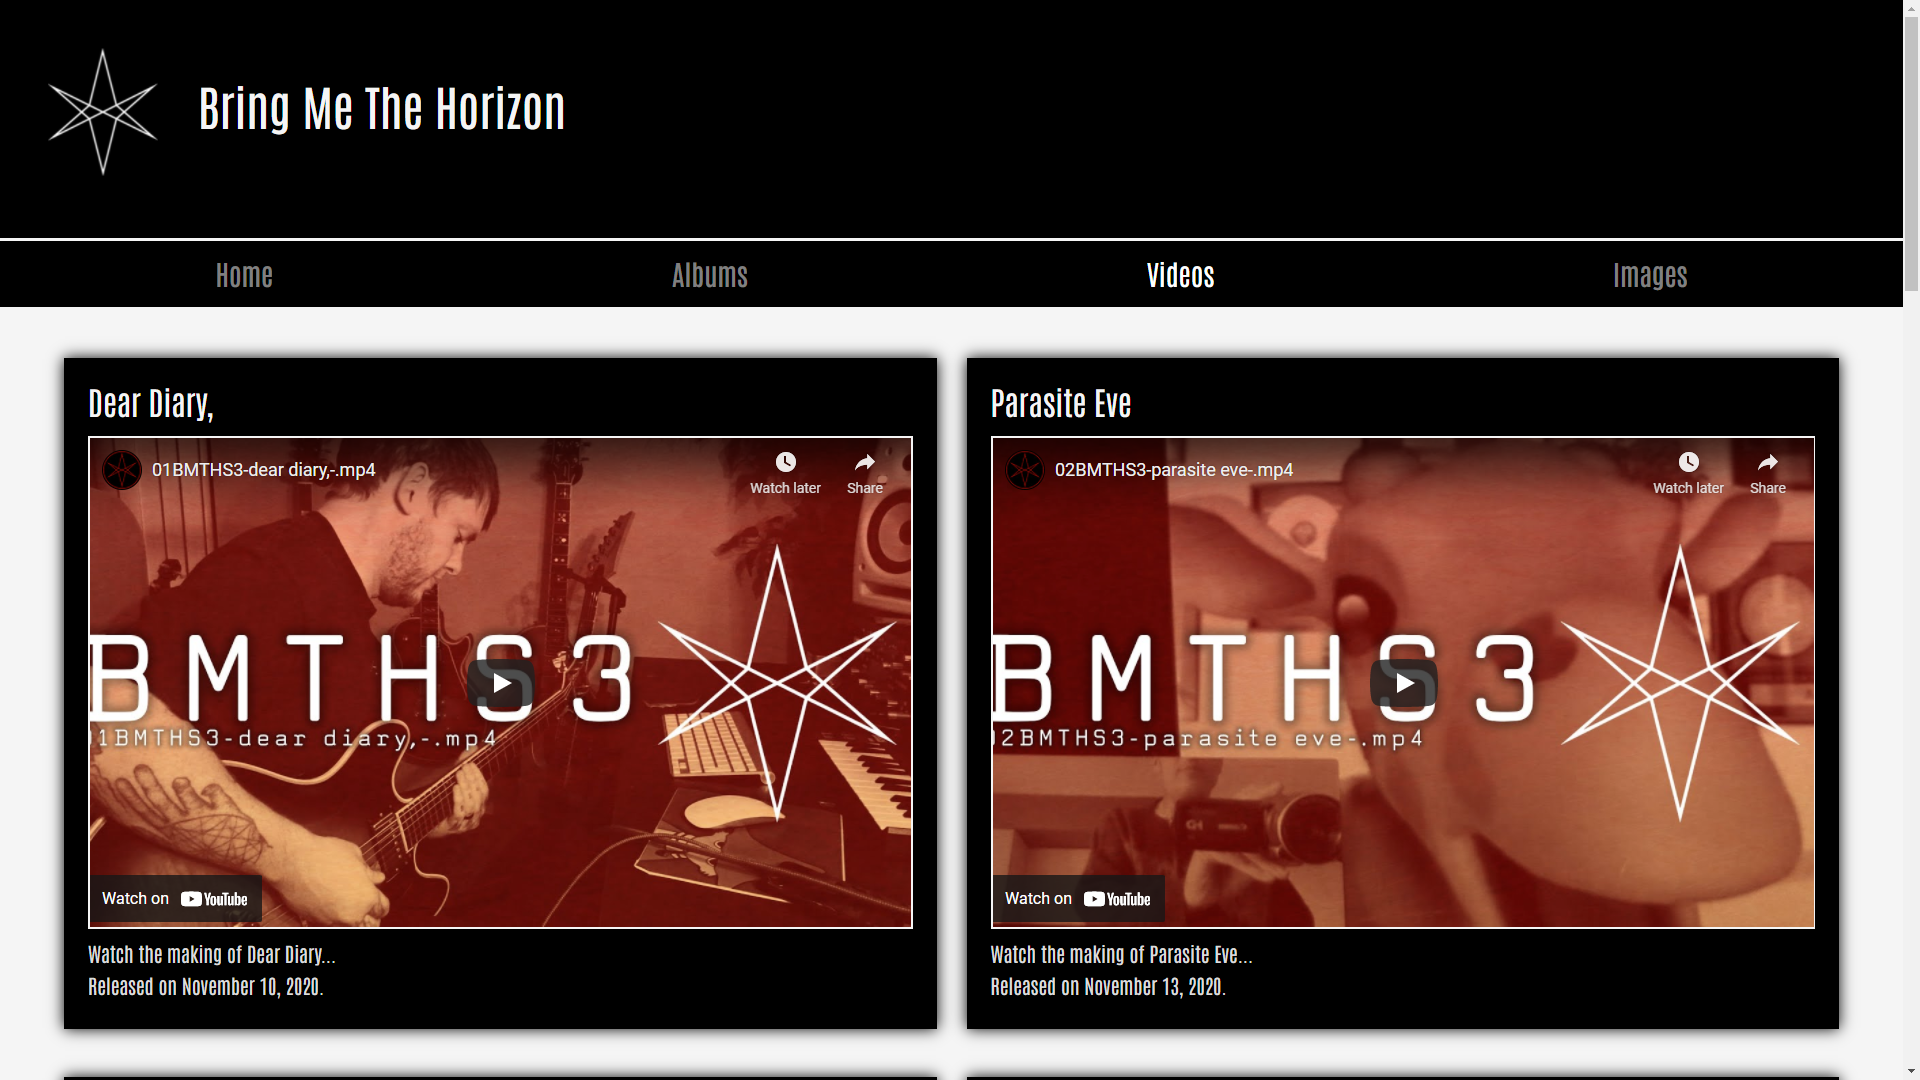 Bring Me The Horizon
Home
Albums
Videos
Images
Dear Diary,
01BMTHS3-dear diary,-.mp4
Watch later
Share
BMTHS3
1BMTHS3-dear diary,-.mp4
Watch on YouTube
Watch the making of Dear Diary...
Released on November 10, 2020.
Parasite Eve
02BMTHS3-parasite eve-.mp4
Watch later
Share
BMTHS3
2BMTHS3-parasite eve-.mp4
Watch on YouTube
Watch the making of Parasite Eve...
Released on November 13, 2020.